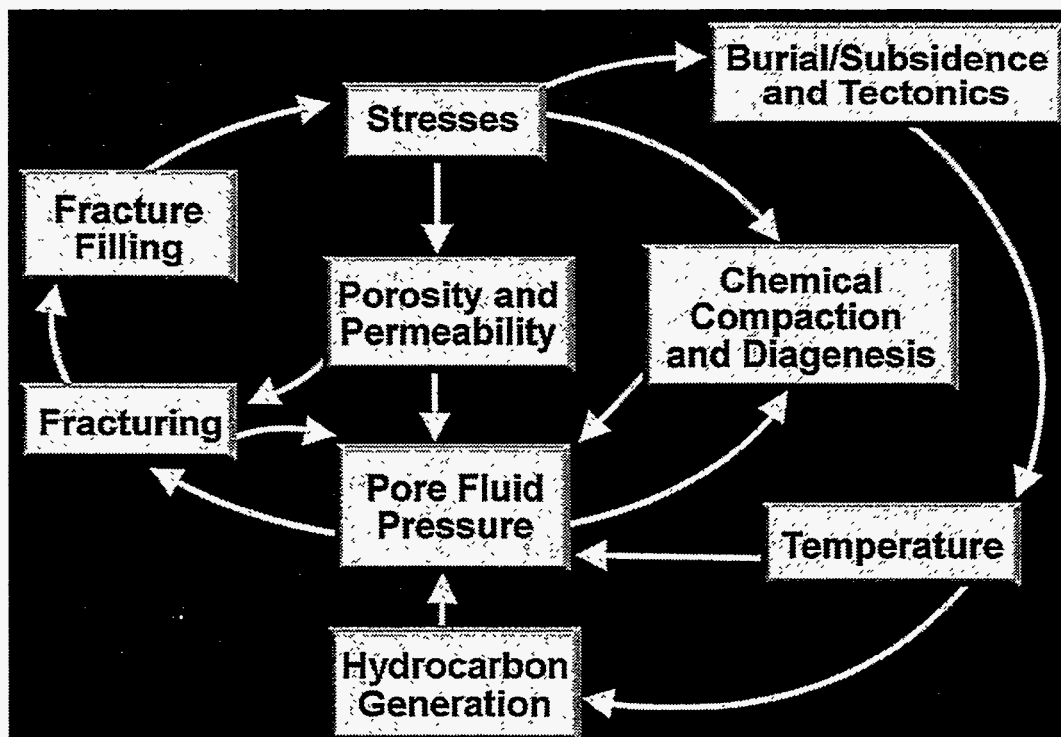 Burial/Subsidence
and Tectonics
Stresses
Fracture
Filling
Porosity and
Permeability
Chemical
Compaction
and Diagenesis
Fracturing
Pore Fluid
Pressure
Temperature
Hydrocarbon
Generation